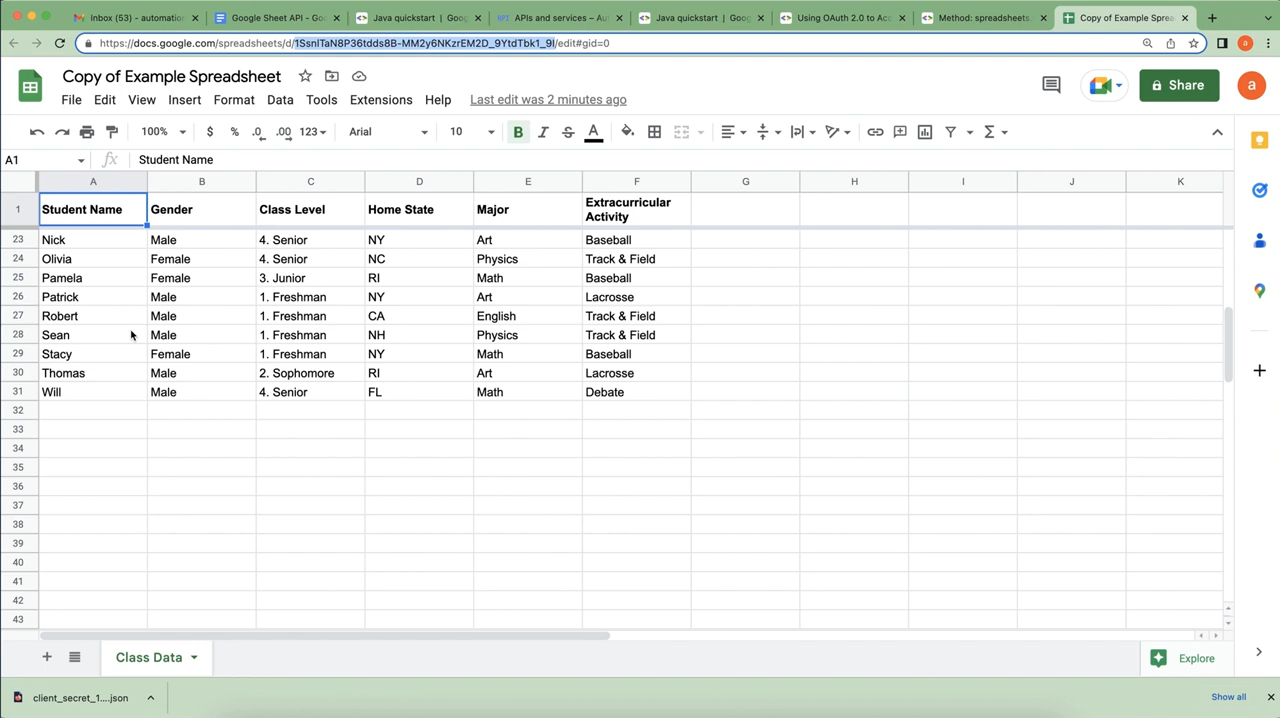 Inbox (53) - automation
Google Sheet API - Goo
Java quickstart | Goog
APIs and services – Au
Java quickstart | Goog
Using OAuth 2.0 to Acc
Method: spreadsheets.
Copy of Example Sprea
https://docs.google.com/spreadsheets/d/1SsnlTaN8P36tdds8B-MM2y6NKzrEM2D_9YtdTbk1_9I/edit#gid=0
a
Copy of Example Spreadsheet
File Edit View Insert Format Data Tools Extensions Help Last edit was 2 minutes ago
Share
a
100% $ % .0 .00 123 Arial 10 B I S A
A1 fx Student Name
A B C D E F G H I J K
1 Student Name Gender Class Level Home State Major Extracurricular Activity
23 Nick Male 4. Senior NY Art Baseball
24 Olivia Female 4. Senior NC Physics Track & Field
25 Pamela Female 3. Junior RI Math Baseball
26 Patrick Male 1. Freshman NY Art Lacrosse
27 Robert Male 1. Freshman CA English Track & Field
28 Sean Male 1. Freshman NH Physics Track & Field
29 Stacy Female 1. Freshman NY Math Baseball
30 Thomas Male 2. Sophomore RI Art Lacrosse
31 Will Male 4. Senior FL Math Debate
32
33
34
35
36
37
38
39
40
41
42
43
Class Data
Explore
client_secret_1....json
Show all